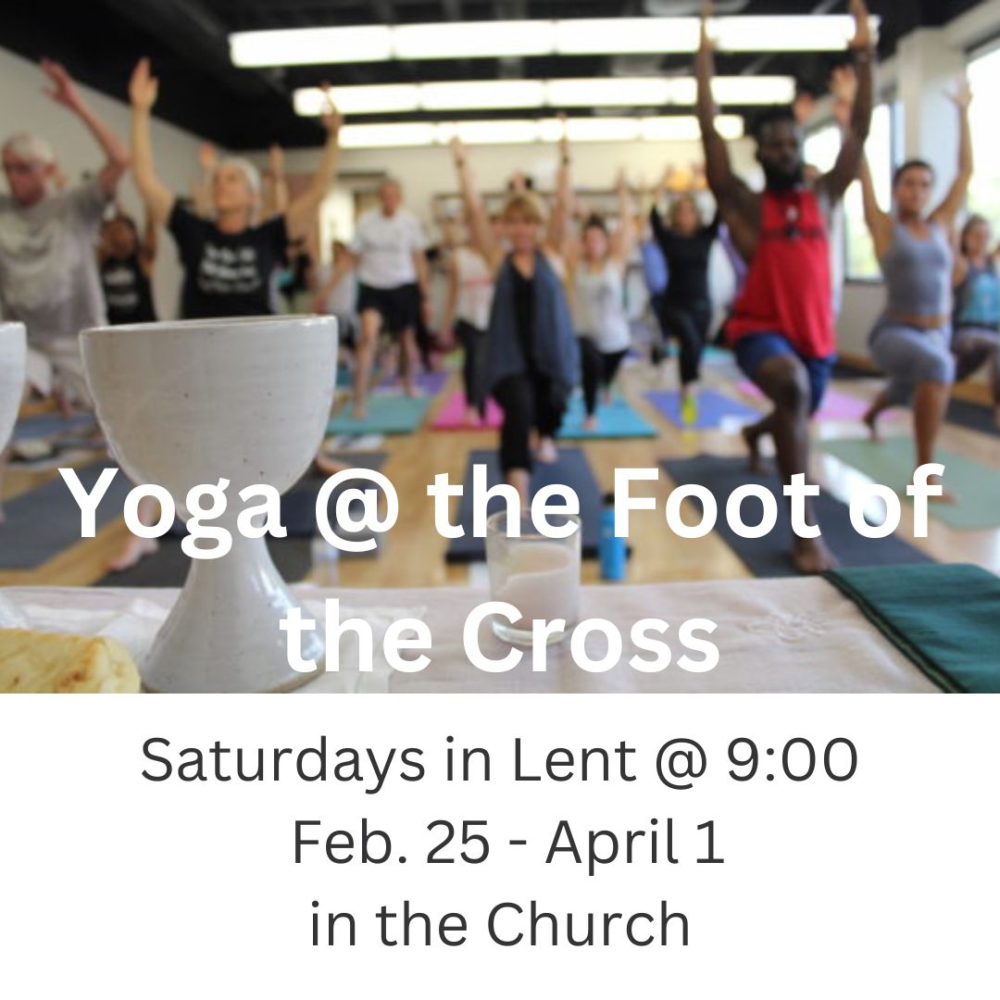 Yoga @ the Foot of
the Cross
Saturdays in Lent @ 9:00
Feb. 25 - April 1
in the Church